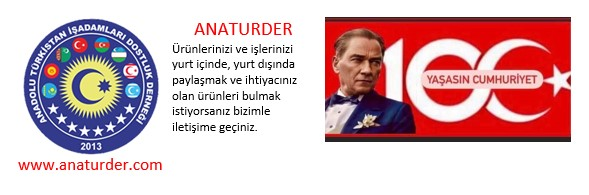 ANADOLU TÜRKİSTAN İŞADAMLARI DOSTLUK DERNEĞİ
2013
www.anaturder.com
ANATURDER
Ürünlerinizi ve işlerinizi
yurt içinde, yurt dışında
paylaşmak ve ihtiyacınız
olan ürünleri bulmak
istiyorsanız bizimle
iletişime geçiniz.
100
YAŞASIN CUMHURİYET